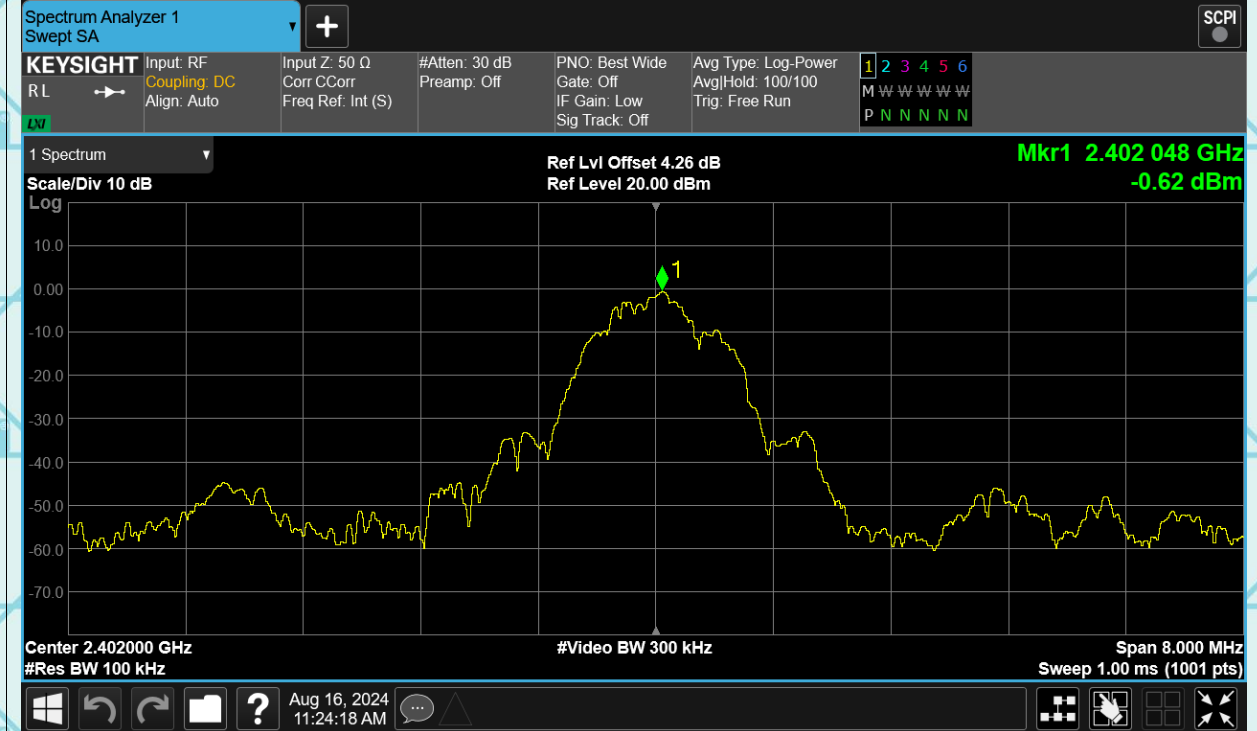 Spectrum Analyzer 1
Swept SA
SCPI
KEYSIGHT
R L
LXI
Input: RF
Coupling: DC
Align: Auto
Input Z: 50 Ω
Corr CCorr
Freq Ref: Int (S)
#Atten: 30 dB
Preamp: Off
PNO: Best Wide
Gate: Off
IF Gain: Low
Sig Track: Off
Avg Type: Log-Power
Avg|Hold: 100/100
Trig: Free Run
1 2 3 4 5 6
M W W W W W
P N N N N N
1 Spectrum
Scale/Div 10 dB
Log
Ref Lvl Offset 4.26 dB
Ref Level 20.00 dBm
Mkr1 2.402 048 GHz
-0.62 dBm
1
10.0
0.00
-10.0
-20.0
-30.0
-40.0
-50.0
-60.0
-70.0
Center 2.402000 GHz
#Res BW 100 kHz
#Video BW 300 kHz
Span 8.000 MHz
Sweep 1.00 ms (1001 pts)
?
Aug 16, 2024
11:24:18 AM